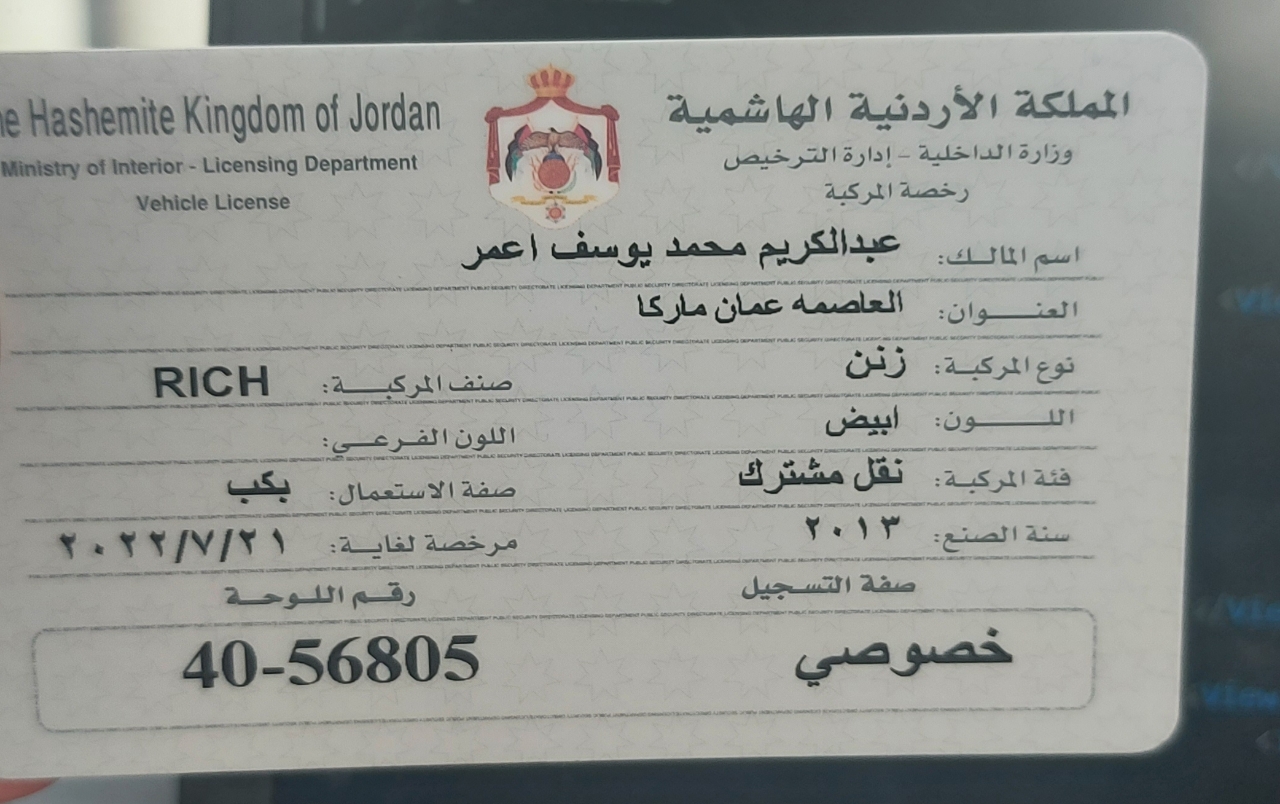 المملكة الأردنية الهاشمية
وزارة الداخلية - إدارة الترخيص
رخصة المركبة
he Hashemite Kingdom of Jordan
Ministry of Interior - Licensing Department
Vehicle License
اسم المالك: عبدالكريم محمد يوسف اعمر
العنوان: العاصمه عمان ماركا
نوع المركبة: زنن صنف المركبة: RICH
اللون: ابيض اللون الفرعي:
فئة المركبة: نقل مشترك صفة الاستعمال: بكب
سنة الصنع: ٢٠١٣ مرخصة لغاية: ٢٠٢٢/٧/٢١
صفة التسجيل رقم اللوحة
خصوصي 40-56805